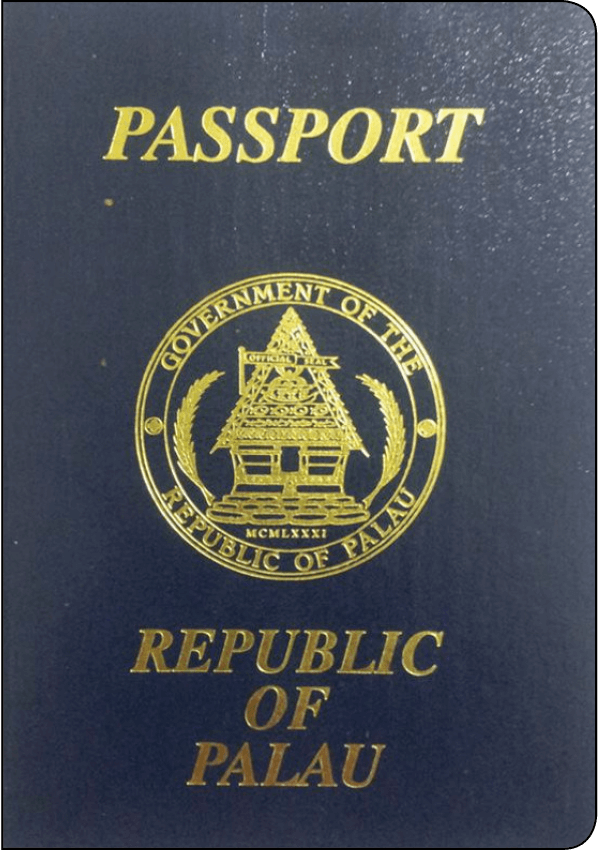 PASSPORT
GOVERNMENT OF THE
OFFICIAL SEAL
MCMLXXXI
REPUBLIC OF PALAU
REPUBLIC
OF
PALAU